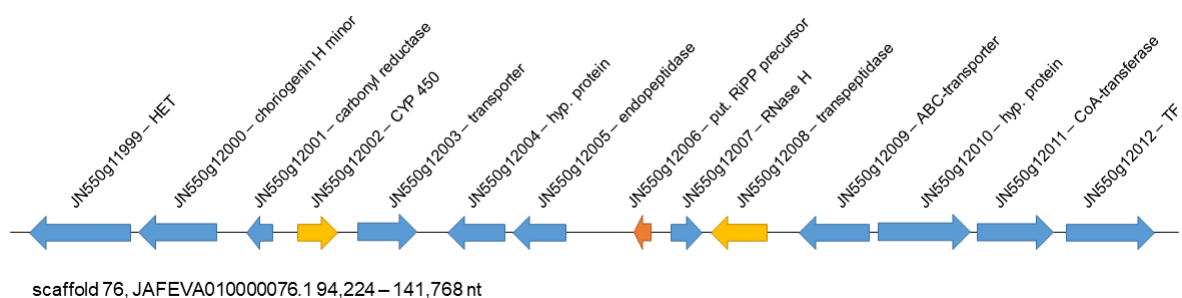 JN550g11999 – HET
JN550g12000 – choriogenin H minor
JN550g12001 – carbonyl reductase
JN550g12002 – CYP 450
JN550g12003 – transporter
JN550g12004 – hyp. protein
JN550g12005 – endopeptidase
JN550g12006 – put. RiPP precursor
JN550g12007 – RNase H
JN550g12008 – transpeptidase
JN550g12009 – ABC-transporter
JN550g12010 – hyp. protein
JN550g12011 – CoA-transferase
JN550g12012 – TF
scaffold 76, JAFEVA010000076.1 94,224 – 141,768 nt